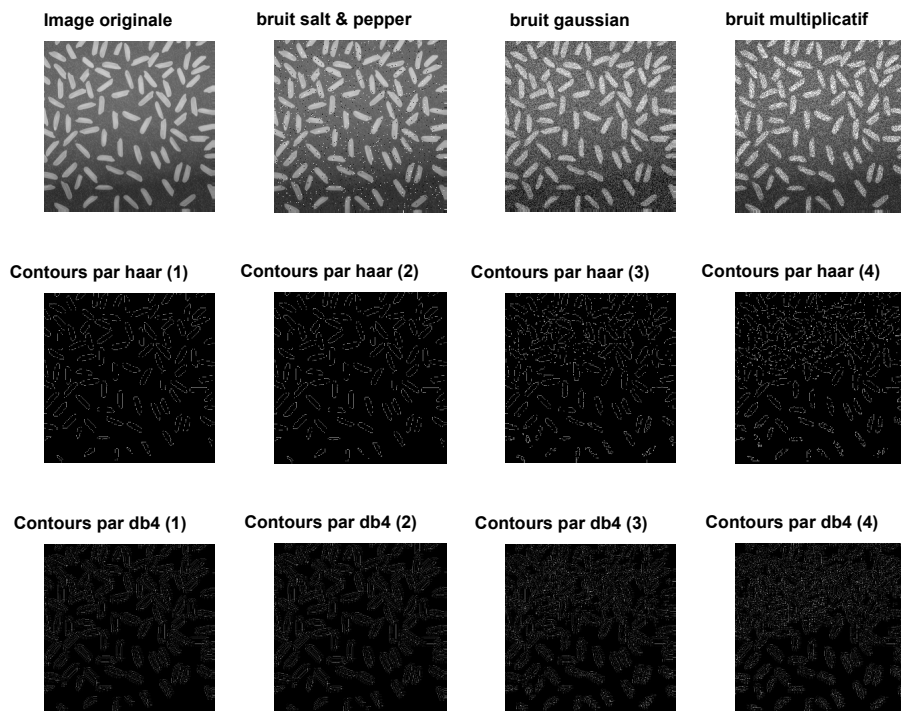 Image originale
bruit salt & pepper
bruit gaussian
bruit multiplicatif
Contours par haar (1)
Contours par haar (2)
Contours par haar (3)
Contours par haar (4)
Contours par db4 (1)
Contours par db4 (2)
Contours par db4 (3)
Contours par db4 (4)